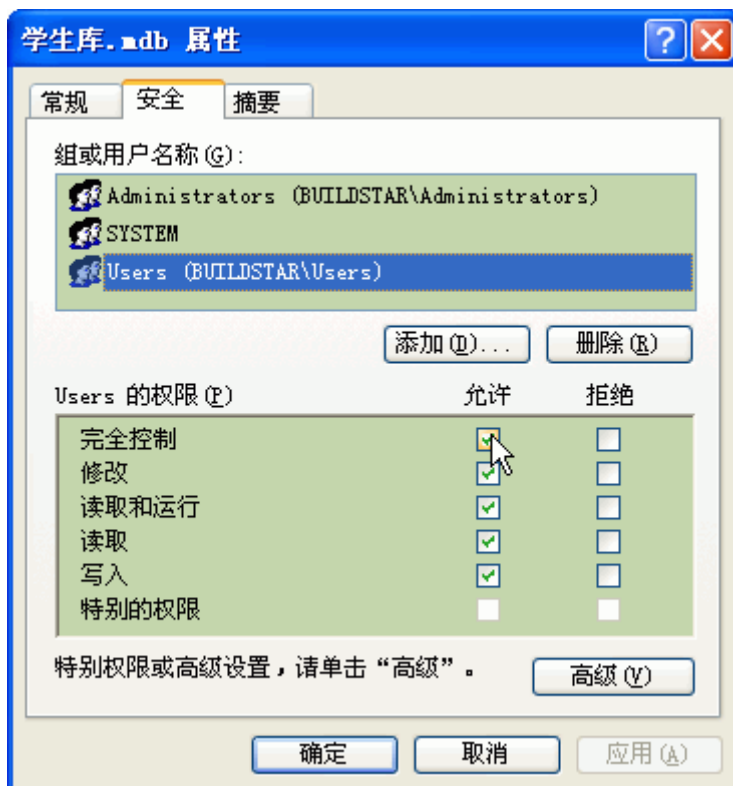 学生库.mdb 属性
常规 安全 摘要
组或用户名称(G):
Administrators (BUILDSTAR\Administrators)
SYSTEM
Users (BUILDSTAR\Users)
添加(D)... 删除(R)
Users 的权限(P) 允许 拒绝
完全控制
修改
读取和运行
读取
写入
特别的权限
特别权限或高级设置，请单击“高级”。 高级(V)
确定 取消 应用(A)